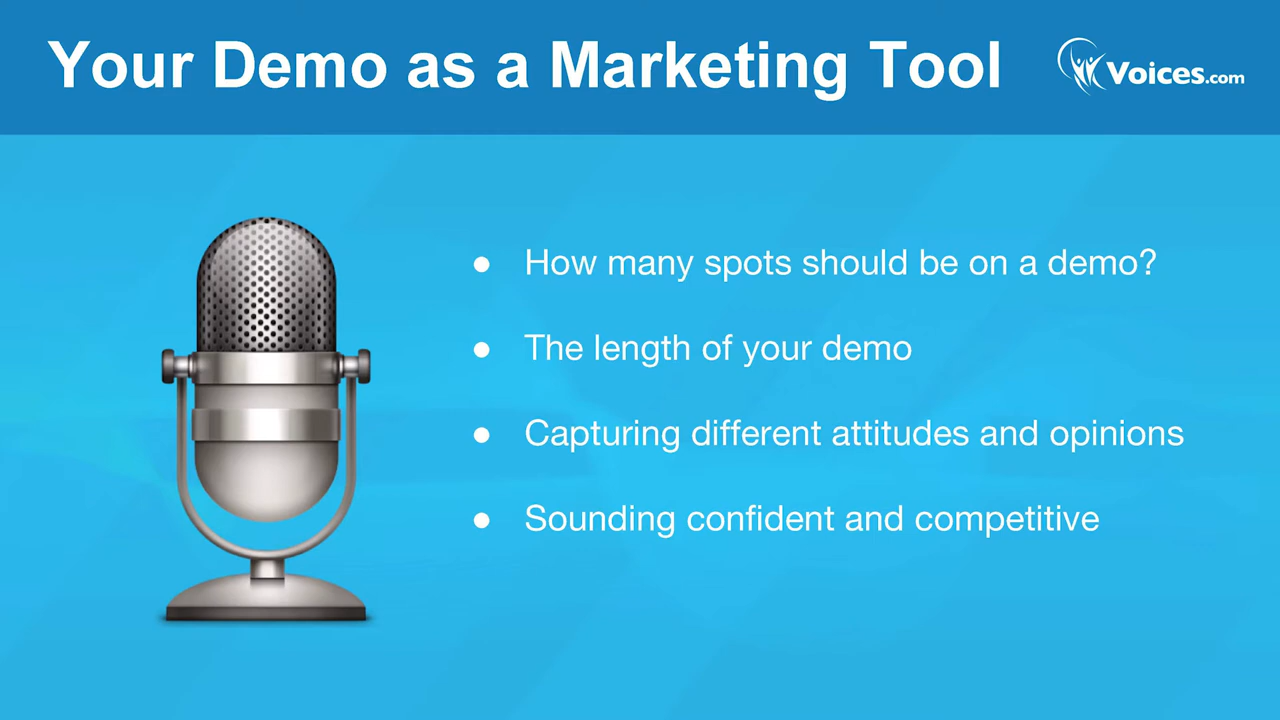 Your Demo as a Marketing Tool
Voices.com
● How many spots should be on a demo?
● The length of your demo
● Capturing different attitudes and opinions
● Sounding confident and competitive